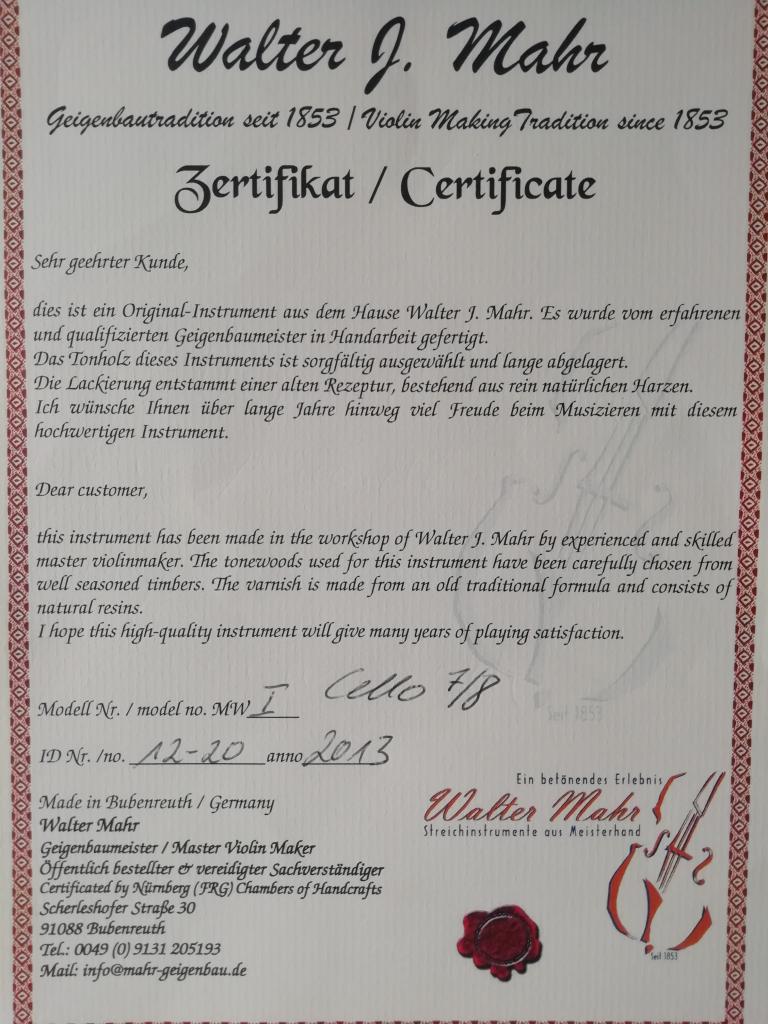 Walter J. Mahr
Geigenbautradition seit 1853 / Violin Making Tradition since 1853
Zertifikat / Certificate
Sehr geehrter Kunde,
dies ist ein Original-Instrument aus dem Hause Walter J. Mahr. Es wurde vom erfahrenen
und qualifizierten Geigenbaumeister in Handarbeit gefertigt.
Das Tonholz dieses Instruments ist sorgfältig ausgewählt und lange abgelagert.
Die Lackierung entstammt einer alten Rezeptur, bestehend aus rein natürlichen Harzen.
Ich wünsche Ihnen über lange Jahre hinweg viel Freude beim Musizieren mit diesem
hochwertigen Instrument.
Dear customer,
this instrument has been made in the workshop of Walter J. Mahr by experienced and skilled
master violinmaker. The tonewoods used for this instrument have been carefully chosen from
well seasoned timbers. The varnish is made from an old traditional formula and consists of
natural resins.
I hope this high-quality instrument will give many years of playing satisfaction.
Seit 1853
Modell Nr. / model no. MW I Cello 7/8
ID Nr. /no. 12-20 anno 2013
Made in Bubenreuth / Germany
Walter Mahr
Geigenbaumeister / Master Violin Maker
Öffentlich bestellter & vereidigter Sachverständiger
Certificated by Nürnberg (FRG) Chambers of Handcrafts
Scherleshofer Straße 30
91088 Bubenreuth
Tel.: 0049 (0) 9131 205193
Mail: info@mahr-geigenbau.de
Ein betönendes Erlebnis
Walter Mahr
Streichinstrumente aus Meisterhand
Seit 1853